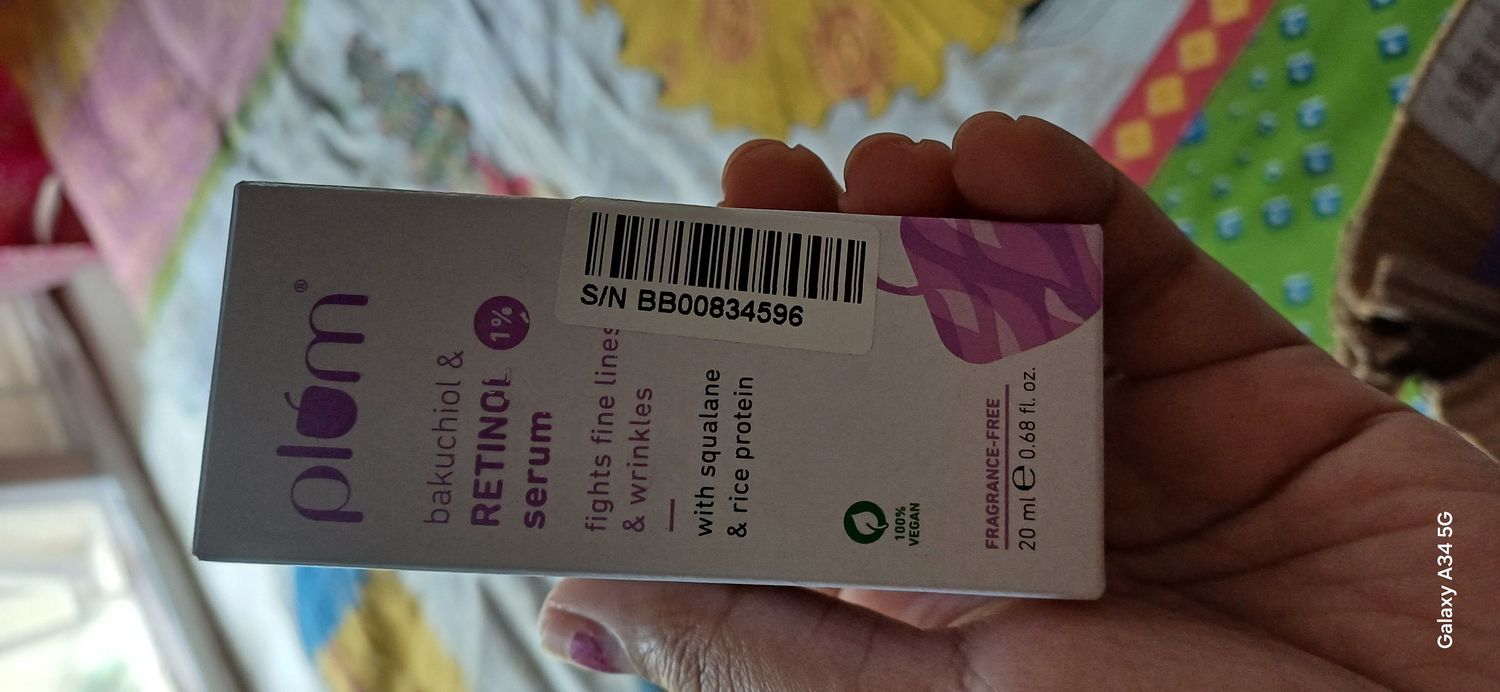 plum®
bakuchiol &
RETINOL 1%
serum
fights fine lines
& wrinkles
with squalane
& rice protein
S/N BB00834596
100%
VEGAN
FRAGRANCE-FREE
20 ml e 0.68 fl. oz.
Galaxy A34 5G